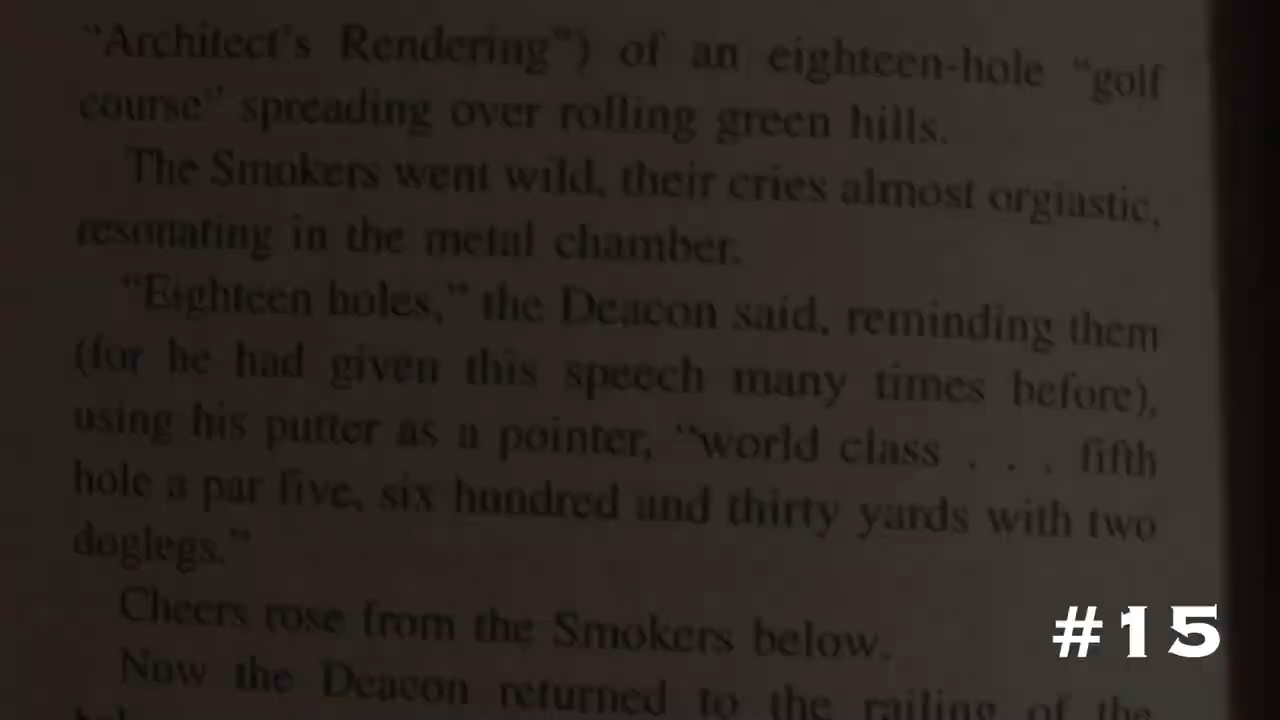 "Architect's Rendering") of an eighteen-hole "golf
course" spreading over rolling green hills.
The Smokers went wild, their cries almost orgiastic,
resonating in the metal chamber.
"Eighteen holes," the Deacon said, reminding them
(for he had given this speech many times before),
using his putter as a pointer, "world class . . . fifth
hole a par five, six hundred and thirty yards with two
doglegs."
Cheers rose from the Smokers below.
Now the Deacon returned to the railing of the
#15